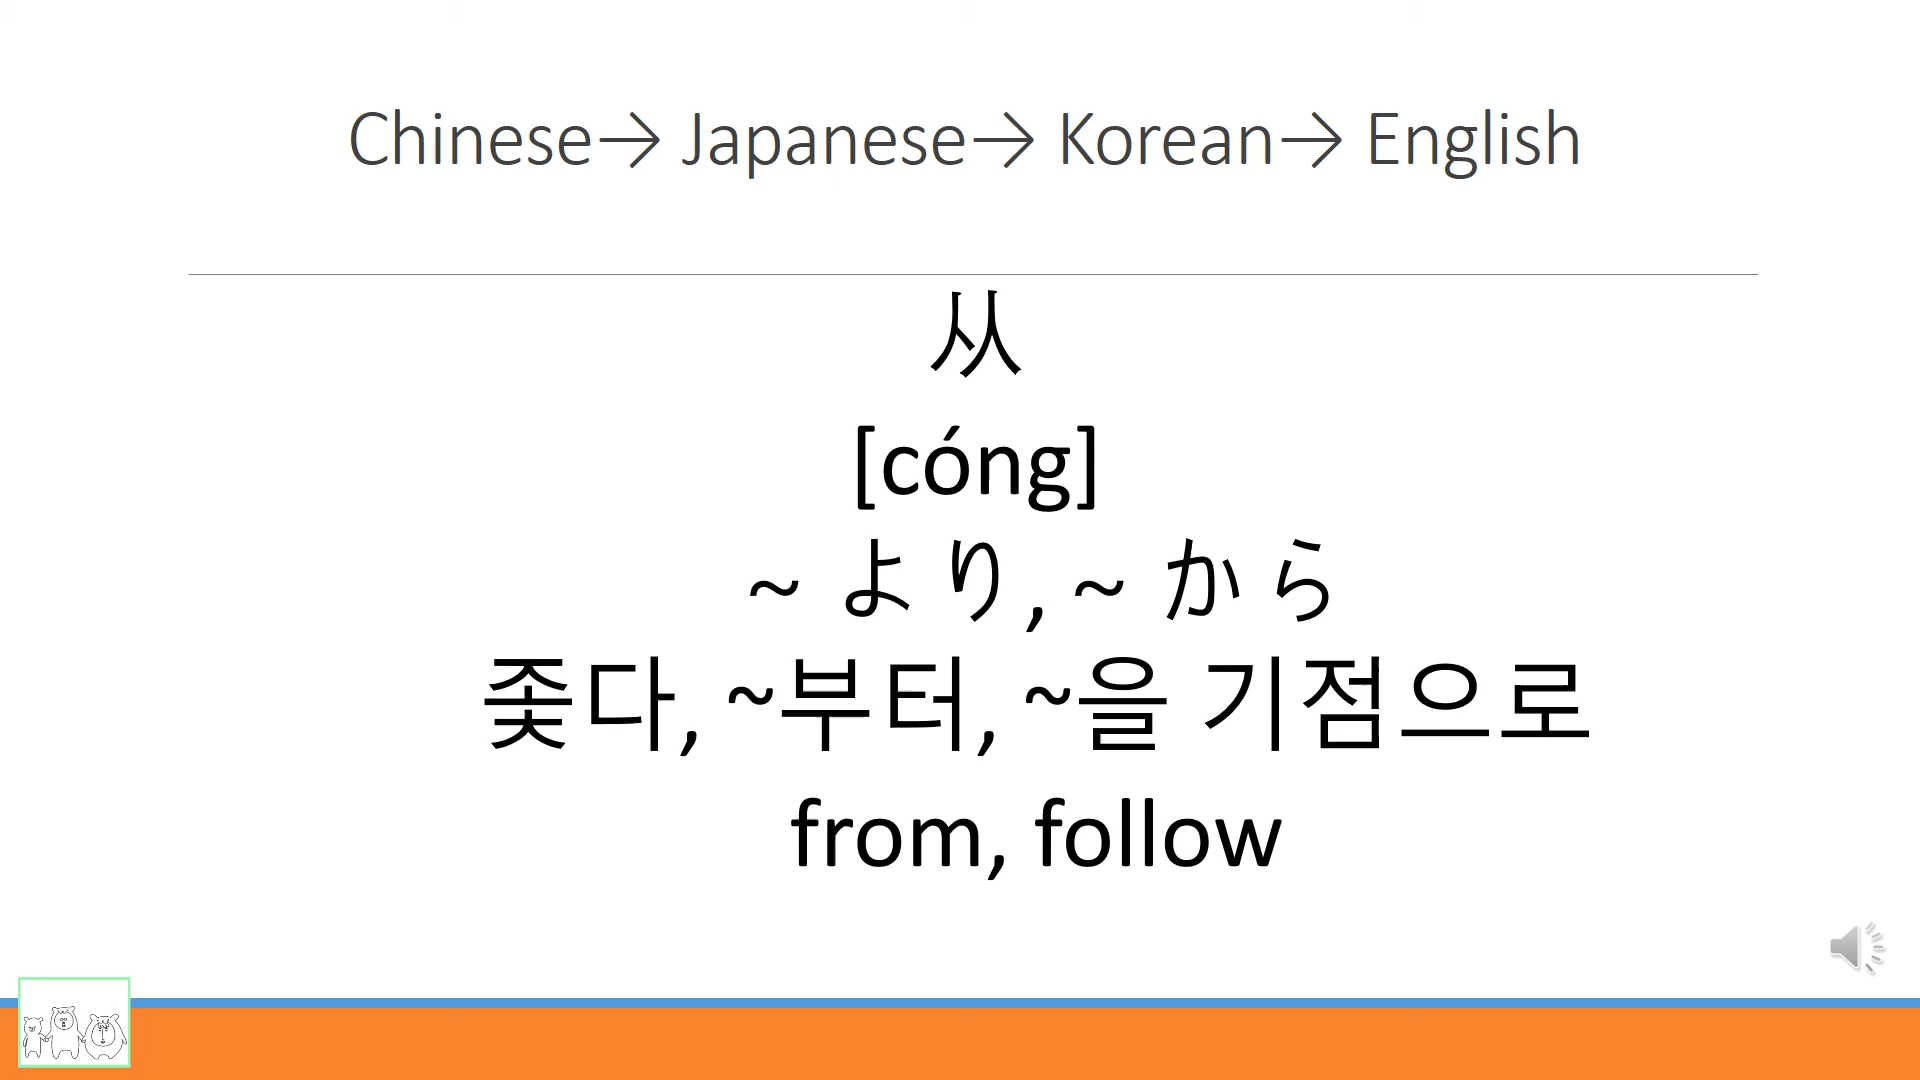 Chinese→ Japanese→ Korean→ English
从
[cóng]
~ より, ~ から
좇다, ~부터, ~을 기점으로
from, follow